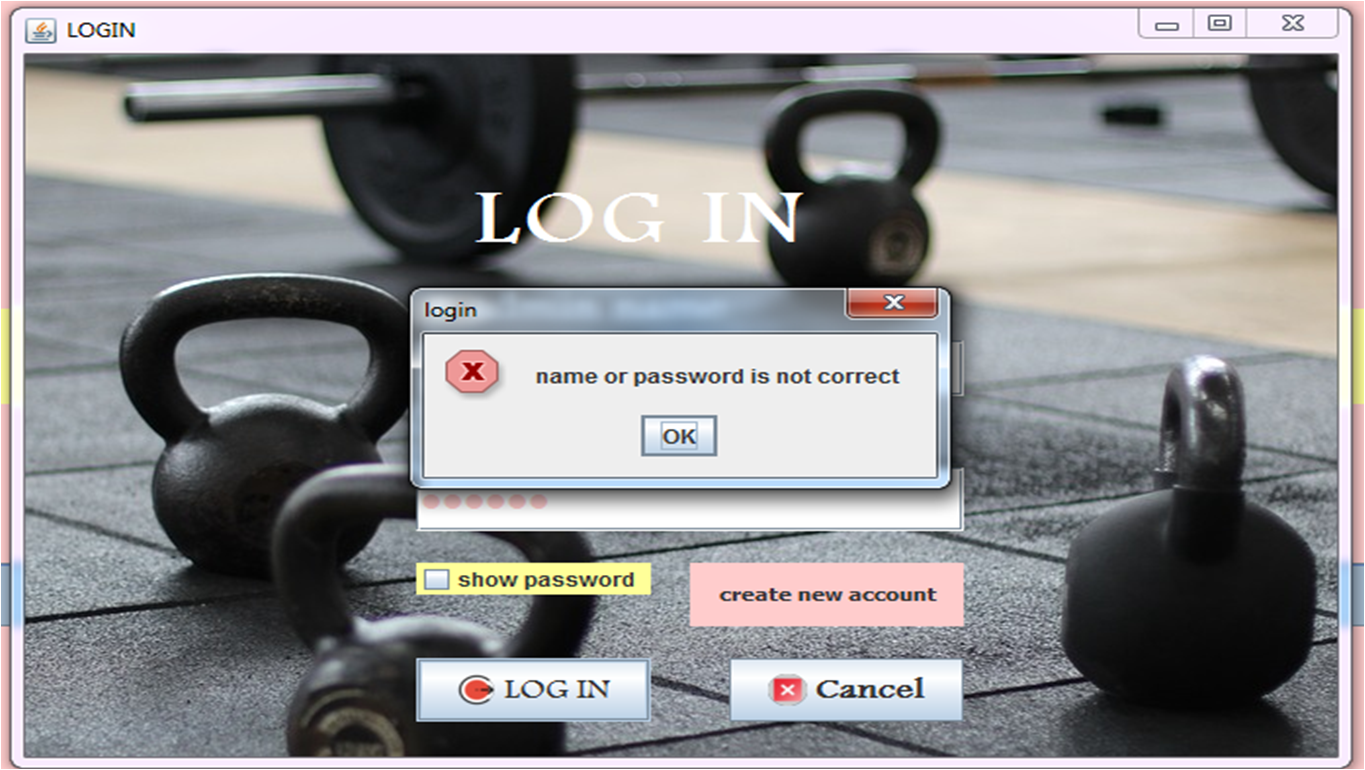 LOGIN
LOG IN
login
name or password is not correct
OK
show password
create new account
LOG IN
Cancel